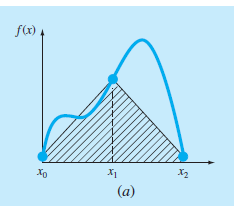 f(x)
x₀ x₁ x₂
(a)